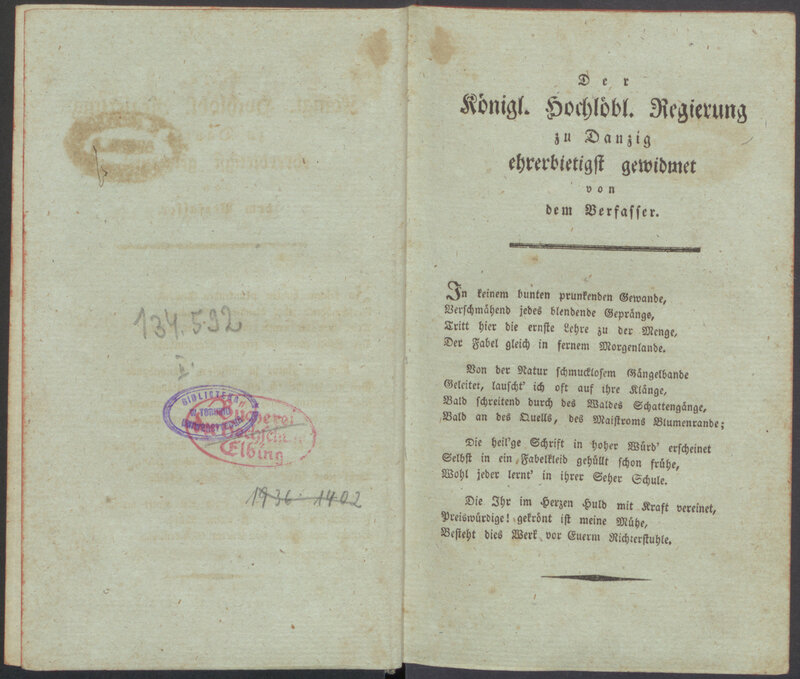 134.592
I.
BIBLIOTEKA
W TORUNIU
Bücherei
Elbing
1936-1402
Der
Königl. Hochlöbl. Regierung
zu Danzig
ehrerbietigst gewidmet
von
dem Verfasser.
In keinem bunten prunkenden Gewande,
Verschmähend jedes blendende Gepränge,
Tritt hier die ernste Lehre zu der Menge,
Der Fabel gleich in fernem Morgenlande.
Von der Natur schmucklosem Gängelbande
Geleitet, lauscht' ich oft auf ihre Klänge,
Bald schreitend durch des Waldes Schattengänge,
Bald an des Quells, des Maistroms Blumenrande;
Die heil'ge Schrift in hoher Würd' erscheinet
Selbst in ein Fabelkleid gehüllt schon frühe,
Wohl jeder lernt' in ihrer Seher Schule.
Die Ihr im Herzen Huld mit Kraft vereinet,
Preiswürdige! gekrönt ist meine Mühe,
Besteht dies Werk vor Euerm Richterstuhle.